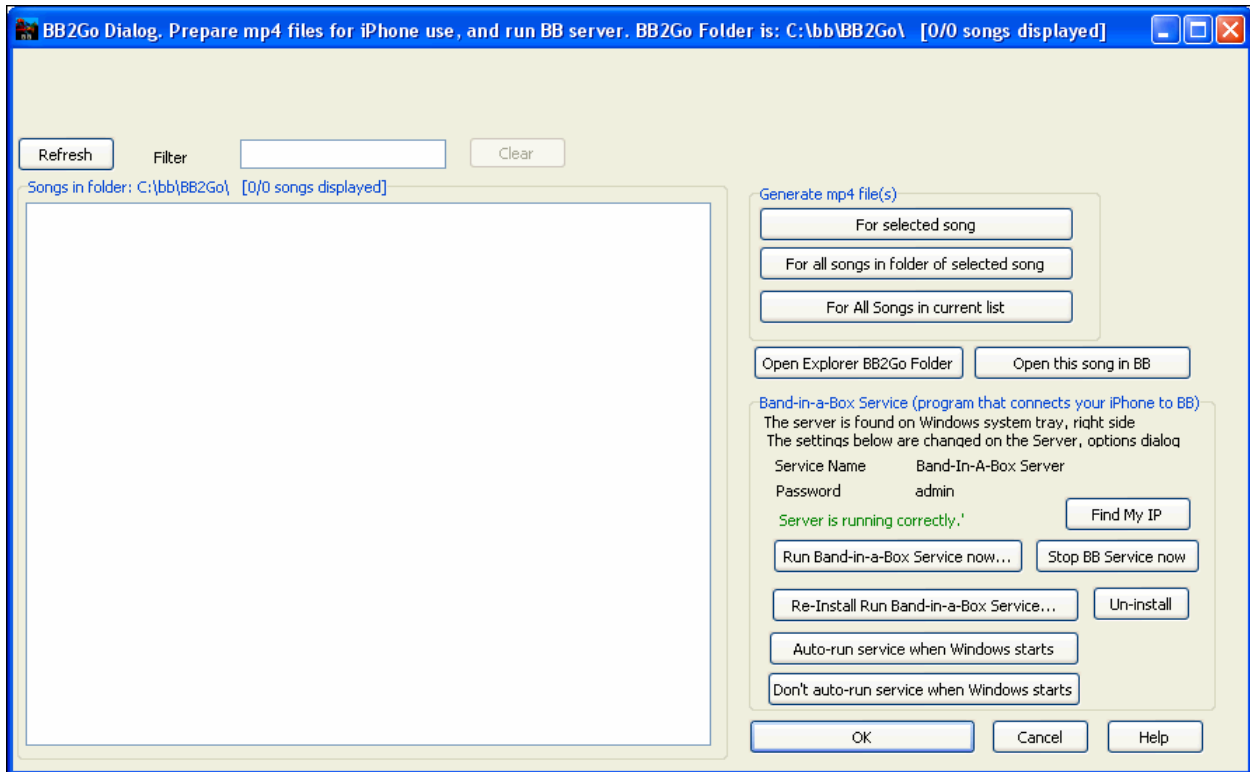 BB2Go Dialog. Prepare mp4 files for iPhone use, and run BB server. BB2Go Folder is: C:\bb\BB2Go\   [0/0 songs displayed]
Refresh Filter Clear
Songs in folder: C:\bb\BB2Go\   [0/0 songs displayed]
Generate mp4 file(s)
For selected song
For all songs in folder of selected song
For All Songs in current list
Open Explorer BB2Go Folder Open this song in BB
Band-in-a-Box Service (program that connects your iPhone to BB)
The server is found on Windows system tray, right side
The settings below are changed on the Server, options dialog
Service Name Band-In-A-Box Server
Password admin
Server is running correctly.' Find My IP
Run Band-in-a-Box Service now... Stop BB Service now
Re-Install Run Band-in-a-Box Service... Un-install
Auto-run service when Windows starts
Don't auto-run service when Windows starts
OK Cancel Help